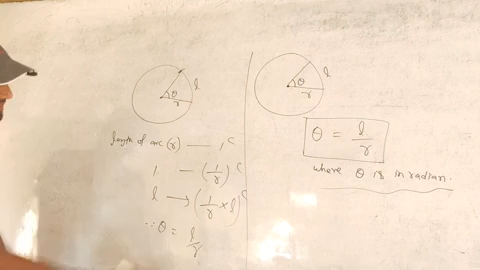 θ
l
r
length of arc (r) — 1ᶜ
1 — (1/r)ᶜ
l → (1/r × l)ᶜ
∵ θ = l/r
θ
l
r
θ = l/r
where θ is in radian.